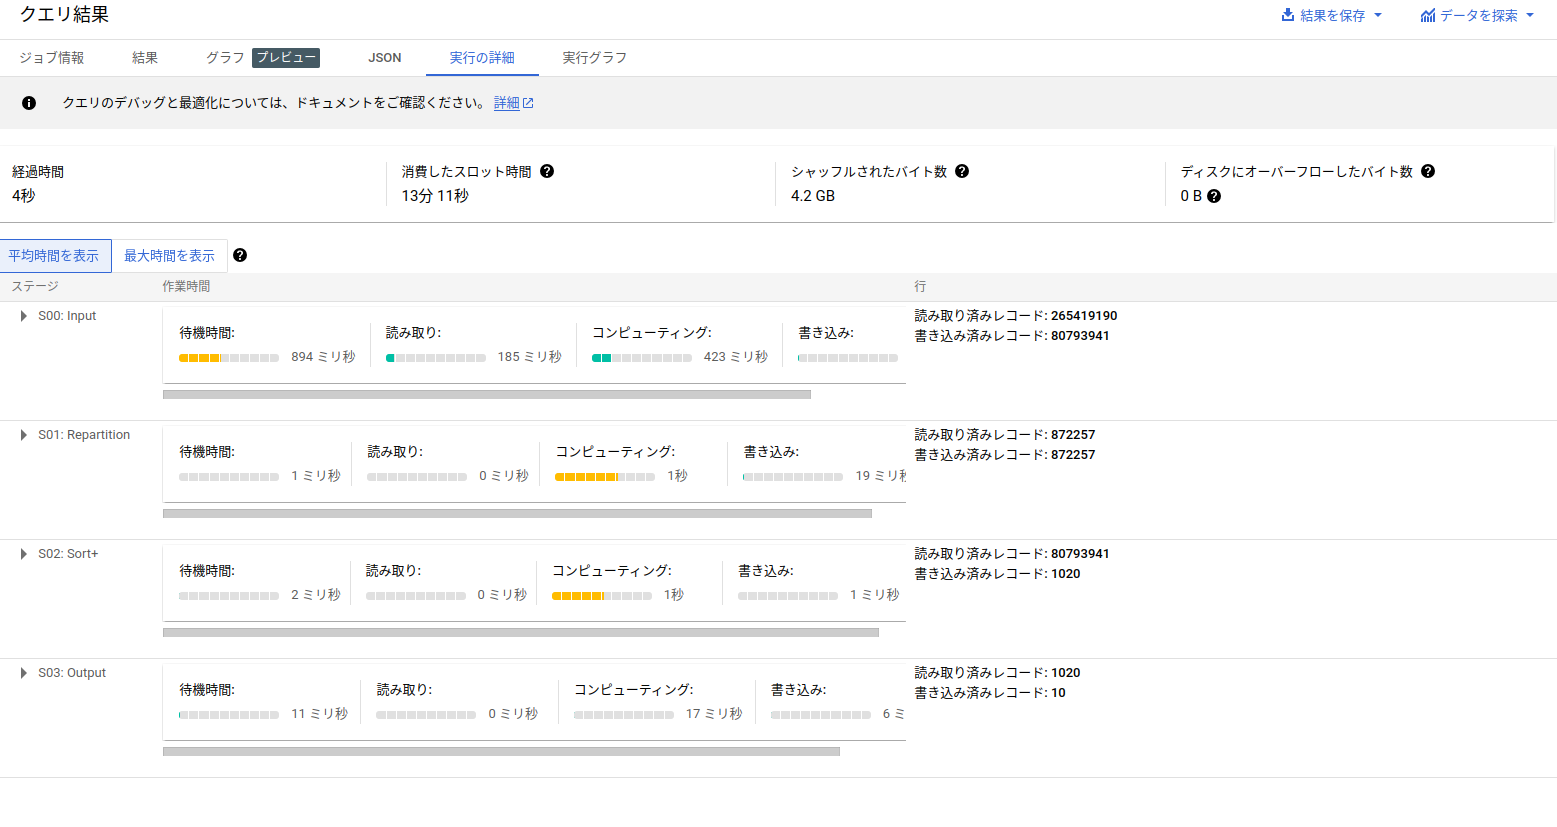 クエリ結果
結果を保存
データを探索
ジョブ情報
結果
グラフ プレビュー
JSON
実行の詳細
実行グラフ
クエリのデバッグと最適化については、ドキュメントをご確認ください。 詳細
経過時間
4秒
消費したスロット時間
13分 11秒
シャッフルされたバイト数
4.2 GB
ディスクにオーバーフローしたバイト数
0 B
平均時間を表示
最大時間を表示
ステージ
作業時間
行
S00: Input
待機時間:
894 ミリ秒
読み取り:
185 ミリ秒
コンピューティング:
423 ミリ秒
書き込み:
読み取り済みレコード: 265419190
書き込み済みレコード: 80793941
S01: Repartition
待機時間:
1 ミリ秒
読み取り:
0 ミリ秒
コンピューティング:
1秒
書き込み:
19 ミリ秒
読み取り済みレコード: 872257
書き込み済みレコード: 872257
S02: Sort+
待機時間:
2 ミリ秒
読み取り:
0 ミリ秒
コンピューティング:
1秒
書き込み:
1 ミリ秒
読み取り済みレコード: 80793941
書き込み済みレコード: 1020
S03: Output
待機時間:
11 ミリ秒
読み取り:
0 ミリ秒
コンピューティング:
17 ミリ秒
書き込み:
6 ミ
読み取り済みレコード: 1020
書き込み済みレコード: 10